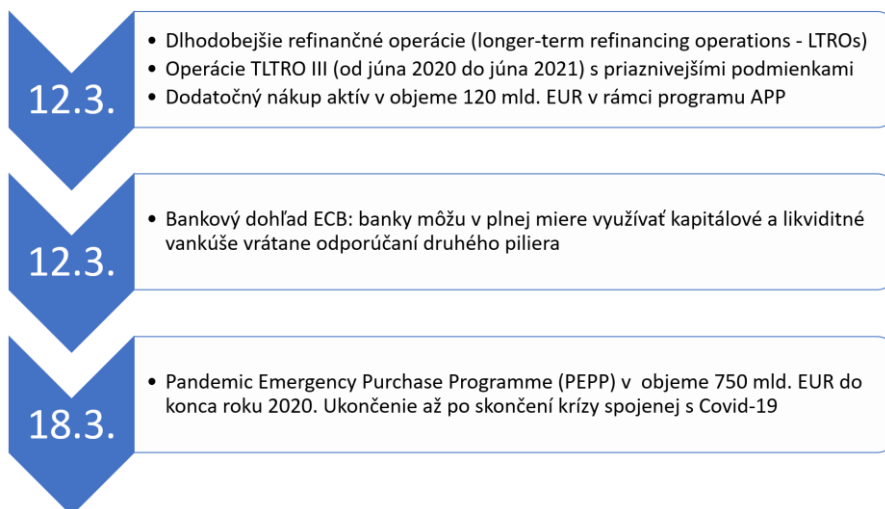 12.3.
• Dlhodobejšie refinančné operácie (longer-term refinancing operations - LTROs)
• Operácie TLTRO III (od júna 2020 do júna 2021) s priaznivejšími podmienkami
• Dodatočný nákup aktív v objeme 120 mld. EUR v rámci programu APP
12.3.
• Bankový dohľad ECB: banky môžu v plnej miere využívať kapitálové a likviditné
vankúše vrátane odporúčaní druhého piliera
18.3.
• Pandemic Emergency Purchase Programme (PEPP) v  objeme 750 mld. EUR do
konca roku 2020. Ukončenie až po skončení krízy spojenej s Covid-19